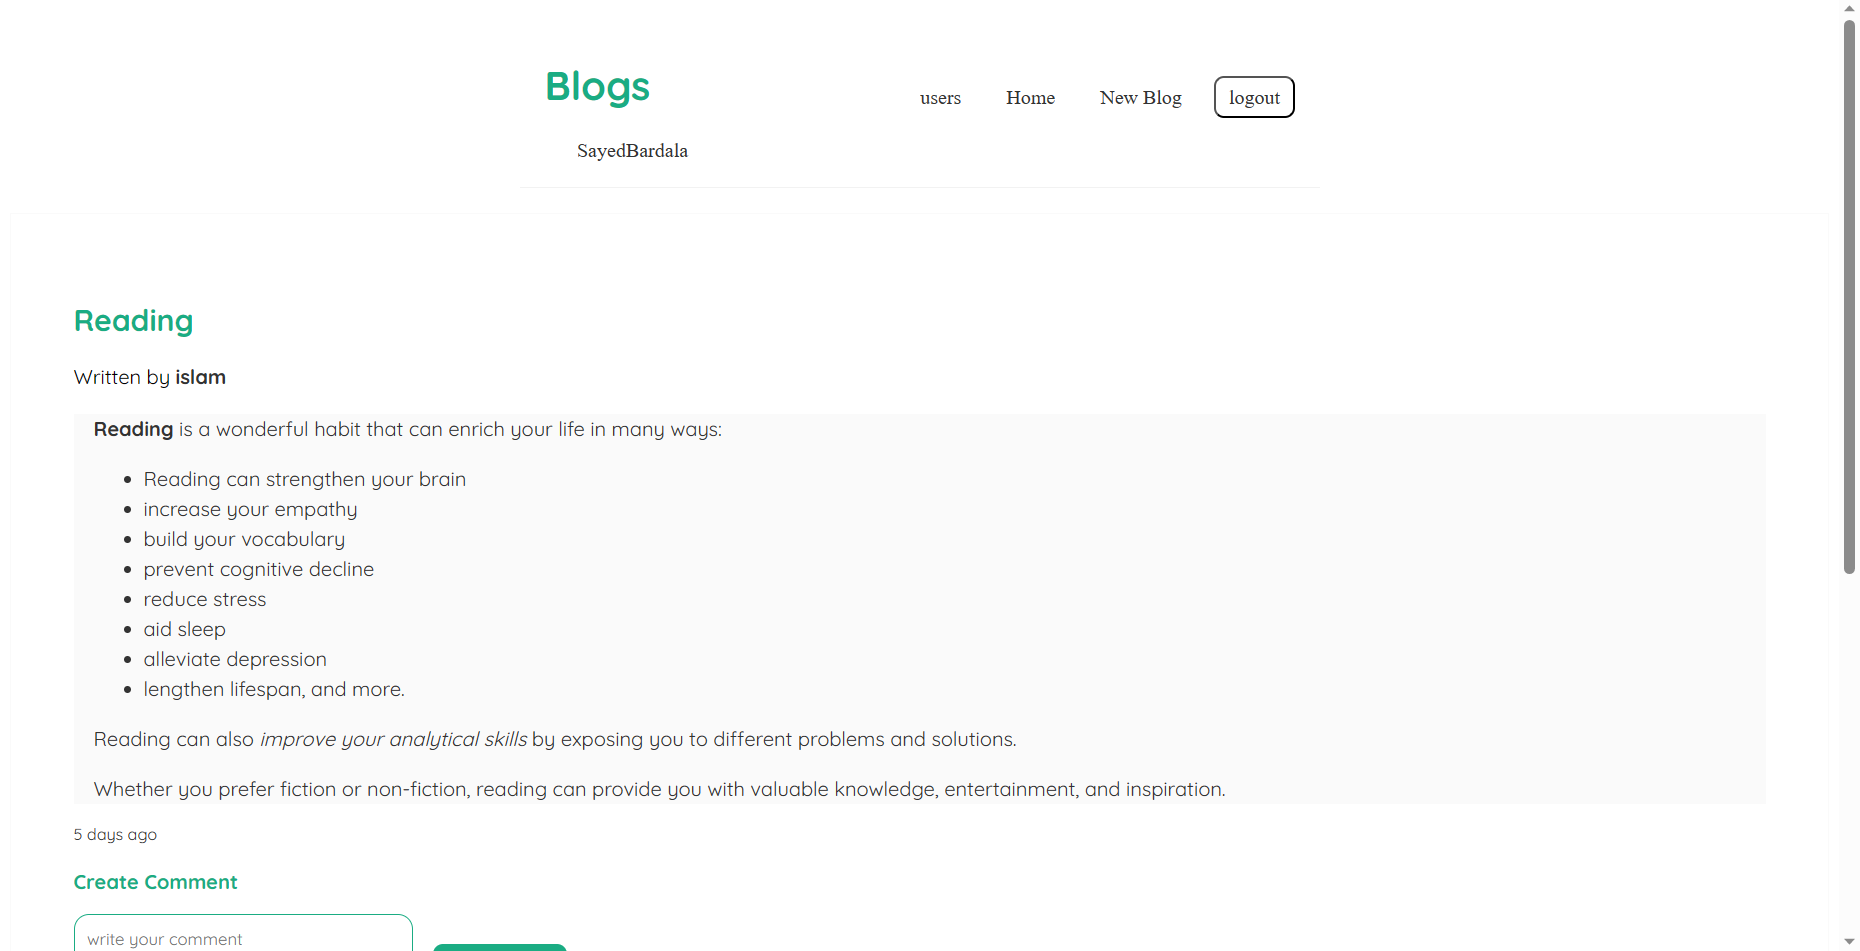 Blogs
users
Home
New Blog
logout
SayedBardala
Reading
Written by islam
Reading is a wonderful habit that can enrich your life in many ways:
Reading can strengthen your brain
increase your empathy
build your vocabulary
prevent cognitive decline
reduce stress
aid sleep
alleviate depression
lengthen lifespan, and more.
Reading can also improve your analytical skills by exposing you to different problems and solutions.
Whether you prefer fiction or non-fiction, reading can provide you with valuable knowledge, entertainment, and inspiration.
5 days ago
Create Comment
write your comment